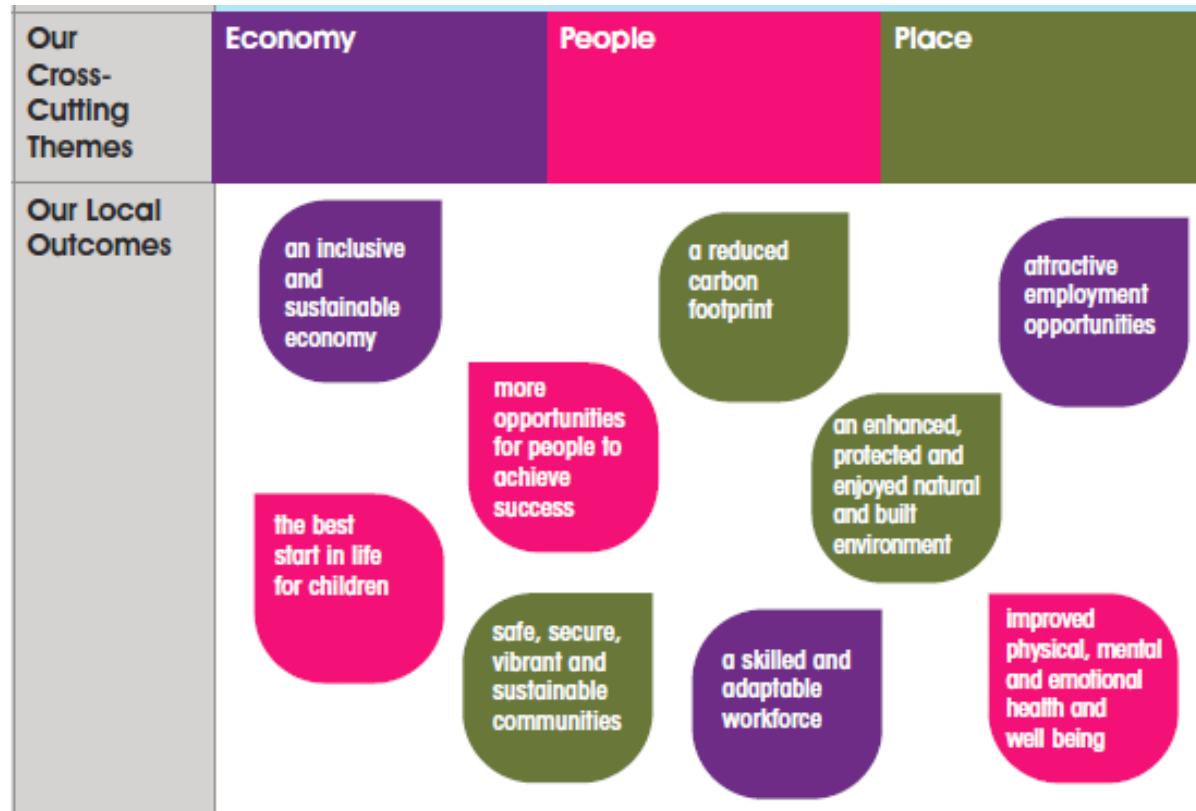 Our
Cross-
Cutting
Themes
Economy
People
Place
Our Local
Outcomes
an inclusive
and
sustainable
economy
a reduced
carbon
footprint
attractive
employment
opportunities
more
opportunities
for people to
achieve
success
an enhanced,
protected and
enjoyed natural
and built
environment
the best
start in life
for children
safe, secure,
vibrant and
sustainable
communities
a skilled and
adaptable
workforce
improved
physical, mental
and emotional
health and
well being